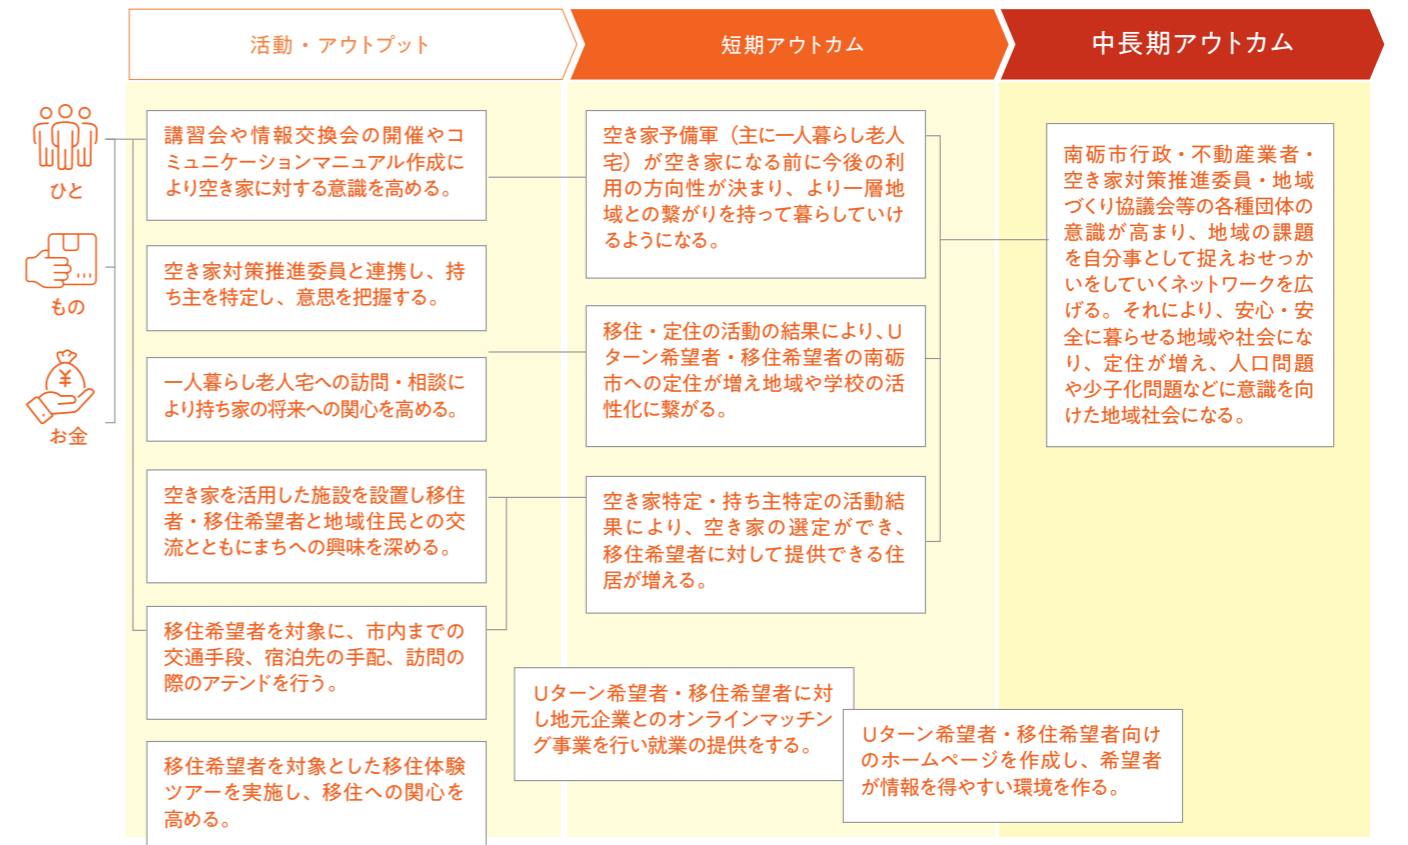 活動・アウトプット
短期アウトカム
中長期アウトカム
ひと
もの
お金
講習会や情報交換会の開催やコ
ミュニケーションマニュアル作成に
より空き家に対する意識を高める。
空き家対策推進委員と連携し、持
ち主を特定し、意思を把握する。
一人暮らし老人宅への訪問・相談に
より持ち家の将来への関心を高める。
空き家を活用した施設を設置し移住
者・移住希望者と地域住民との交
流とともにまちへの興味を深める。
移住希望者を対象に、市内までの
交通手段、宿泊先の手配、訪問の
際のアテンドを行う。
移住希望者を対象とした移住体験
ツアーを実施し、移住への関心を
高める。
空き家予備軍（主に一人暮らし老人
宅）が空き家になる前に今後の利
用の方向性が決まり、より一層地
域との繋がりを持って暮らしていけ
るようになる。
移住・定住の活動の結果により、U
ターン希望者・移住希望者の南砺
市への定住が増え地域や学校の活
性化に繋がる。
空き家特定・持ち主特定の活動結
果により、空き家の選定ができ、
移住希望者に対して提供できる住
居が増える。
Uターン希望者・移住希望者に対
し地元企業とのオンラインマッチン
グ事業を行い就業の提供をする。
Uターン希望者・移住希望者向け
のホームページを作成し、希望者
が情報を得やすい環境を作る。
南砺市行政・不動産業者・
空き家対策推進委員・地域
づくり協議会等の各種団体の
意識が高まり、地域の課題
を自分事として捉えおせっか
いをしていくネットワークを広
げる。それにより、安心・安
全に暮らせる地域や社会にな
り、定住が増え、人口問題
や少子化問題などに意識を向
けた地域社会になる。